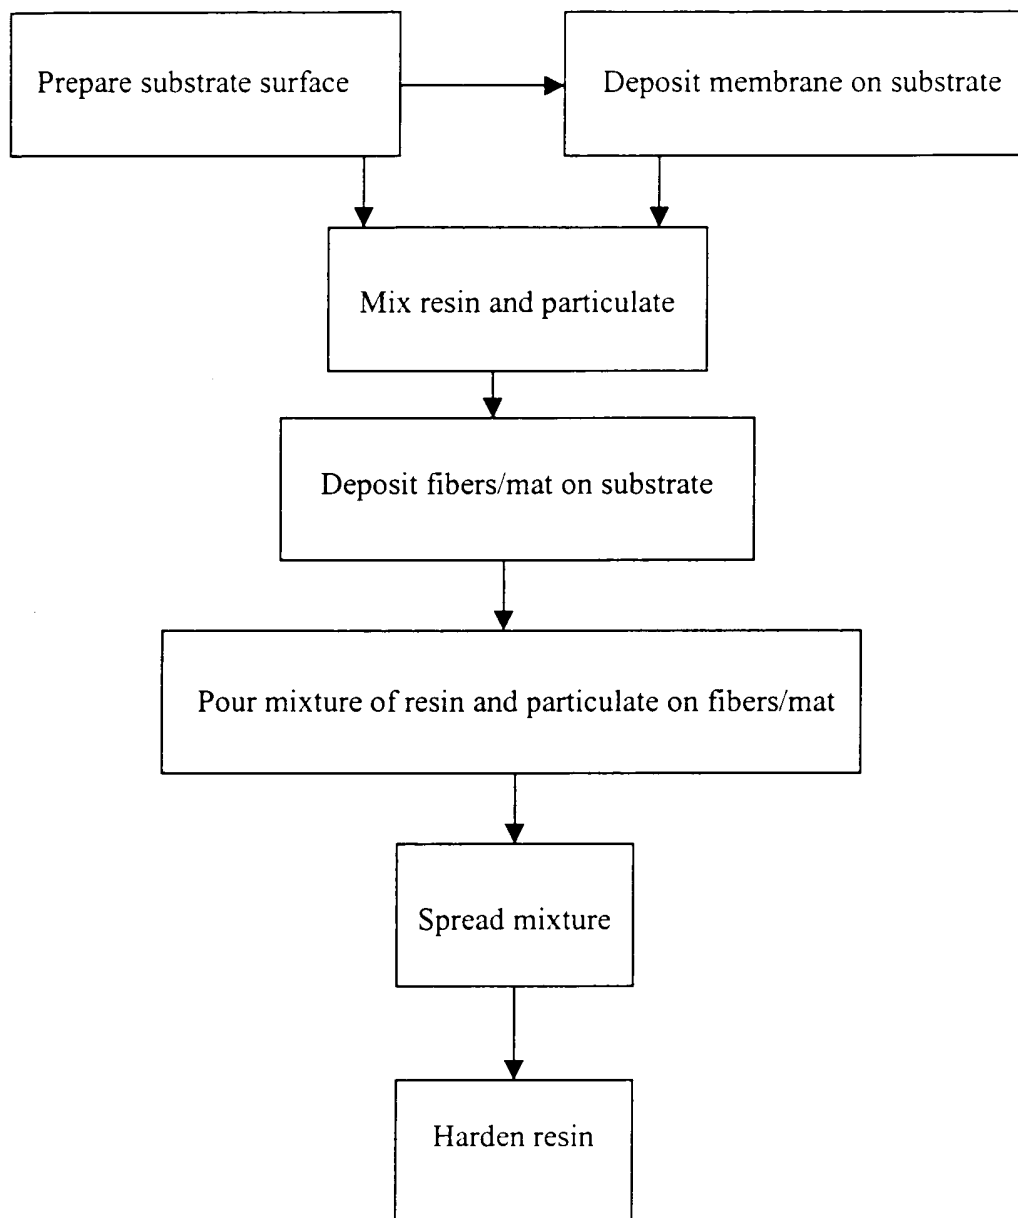 Prepare substrate surface
Deposit membrane on substrate
Mix resin and particulate
Deposit fibers/mat on substrate
Pour mixture of resin and particulate on fibers/mat
Spread mixture
Harden resin